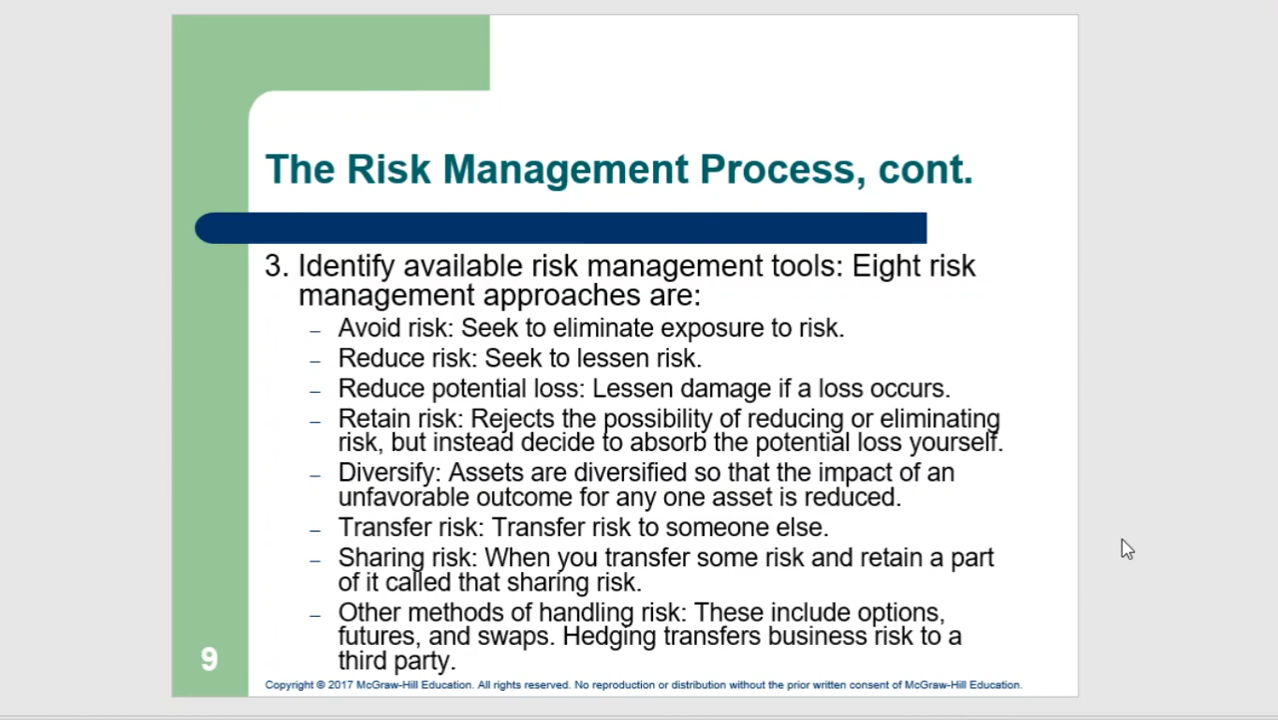 The Risk Management Process, cont.
3. Identify available risk management tools: Eight risk
management approaches are:
– Avoid risk: Seek to eliminate exposure to risk.
– Reduce risk: Seek to lessen risk.
– Reduce potential loss: Lessen damage if a loss occurs.
– Retain risk: Rejects the possibility of reducing or eliminating
risk, but instead decide to absorb the potential loss yourself.
– Diversify: Assets are diversified so that the impact of an
unfavorable outcome for any one asset is reduced.
– Transfer risk: Transfer risk to someone else.
– Sharing risk: When you transfer some risk and retain a part
of it called that sharing risk.
– Other methods of handling risk: These include options,
futures, and swaps. Hedging transfers business risk to a
third party.
9
Copyright © 2017 McGraw-Hill Education. All rights reserved. No reproduction or distribution without the prior written consent of McGraw-Hill Education.